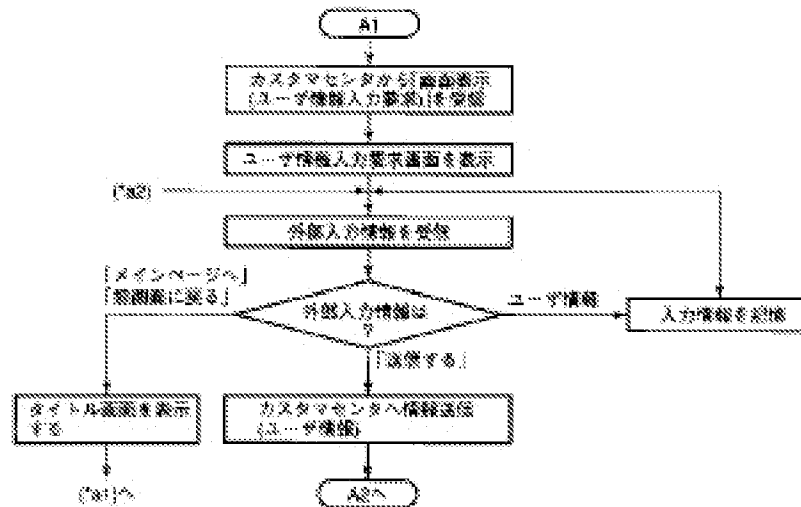 A1
カスタマセンタから「画面表示
(ユーザ情報入力要求)」を受信
ユーザ情報入力要求画面を表示
(*a2)
外部入力情報を受信
「メインページへ」
「前画面に戻る」
外部入力情報は
?
ユーザ情報
入力情報を記憶
「送信する」
タイトル画面を表示
する
カスタマセンタへ情報送信
(ユーザ情報)
(*a1)へ
A2へ